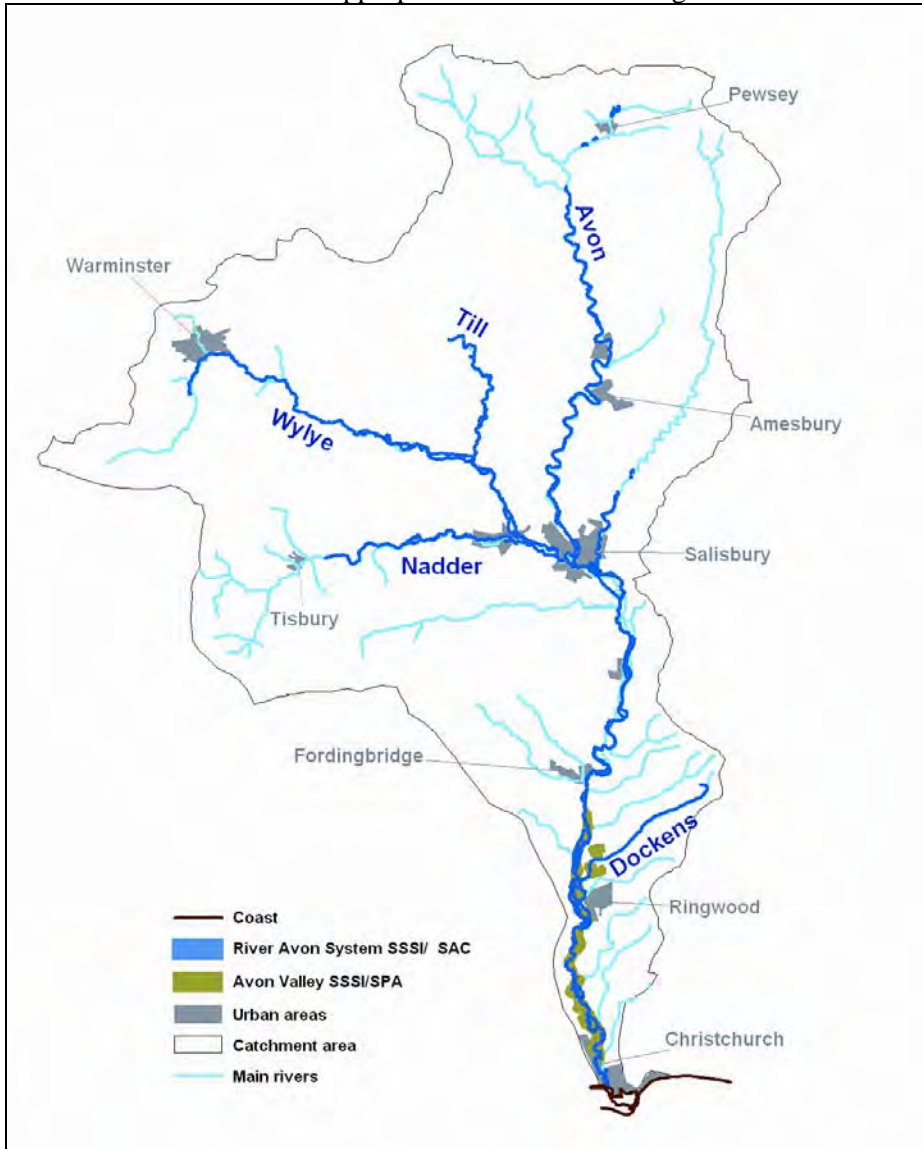 Pewsey
Avon
Warminster
Till
Wylye
Amesbury
Salisbury
Nadder
Tisbury
Fordingbridge
Dockens
Ringwood
Coast
River Avon System SSSI/ SAC
Avon Valley SSSI/SPA
Urban areas
Christchurch
Catchment area
Main rivers